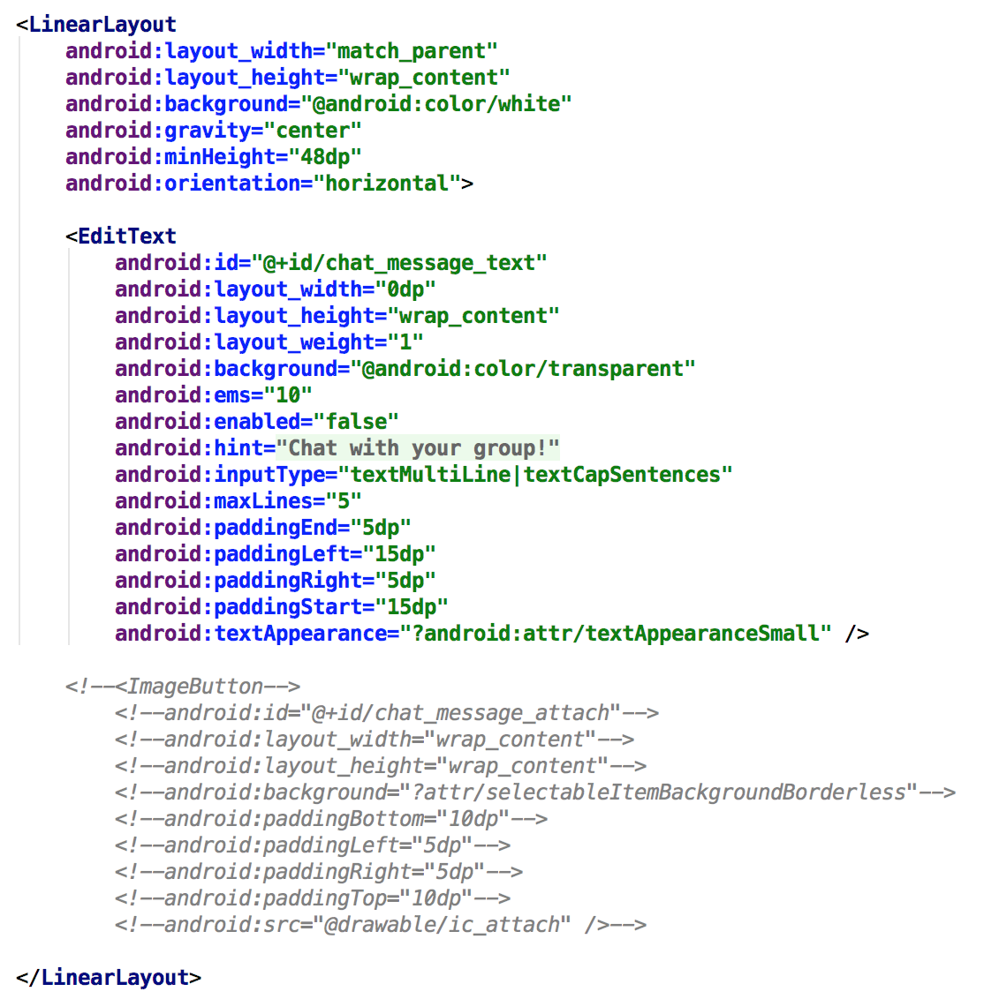 <LinearLayout
    android:layout_width="match_parent"
    android:layout_height="wrap_content"
    android:background="@android:color/white"
    android:gravity="center"
    android:minHeight="48dp"
    android:orientation="horizontal">

    <EditText
        android:id="@+id/chat_message_text"
        android:layout_width="0dp"
        android:layout_height="wrap_content"
        android:layout_weight="1"
        android:background="@android:color/transparent"
        android:ems="10"
        android:enabled="false"
        android:hint="Chat with your group!"
        android:inputType="textMultiLine|textCapSentences"
        android:maxLines="5"
        android:paddingEnd="5dp"
        android:paddingLeft="15dp"
        android:paddingRight="5dp"
        android:paddingStart="15dp"
        android:textAppearance="?android:attr/textAppearanceSmall" />

    <!--<ImageButton-->
        <!--android:id="@+id/chat_message_attach"-->
        <!--android:layout_width="wrap_content"-->
        <!--android:layout_height="wrap_content"-->
        <!--android:background="?attr/selectableItemBackgroundBorderless"-->
        <!--android:paddingBottom="10dp"-->
        <!--android:paddingLeft="5dp"-->
        <!--android:paddingRight="5dp"-->
        <!--android:paddingTop="10dp"-->
        <!--android:src="@drawable/ic_attach" />-->

</LinearLayout>